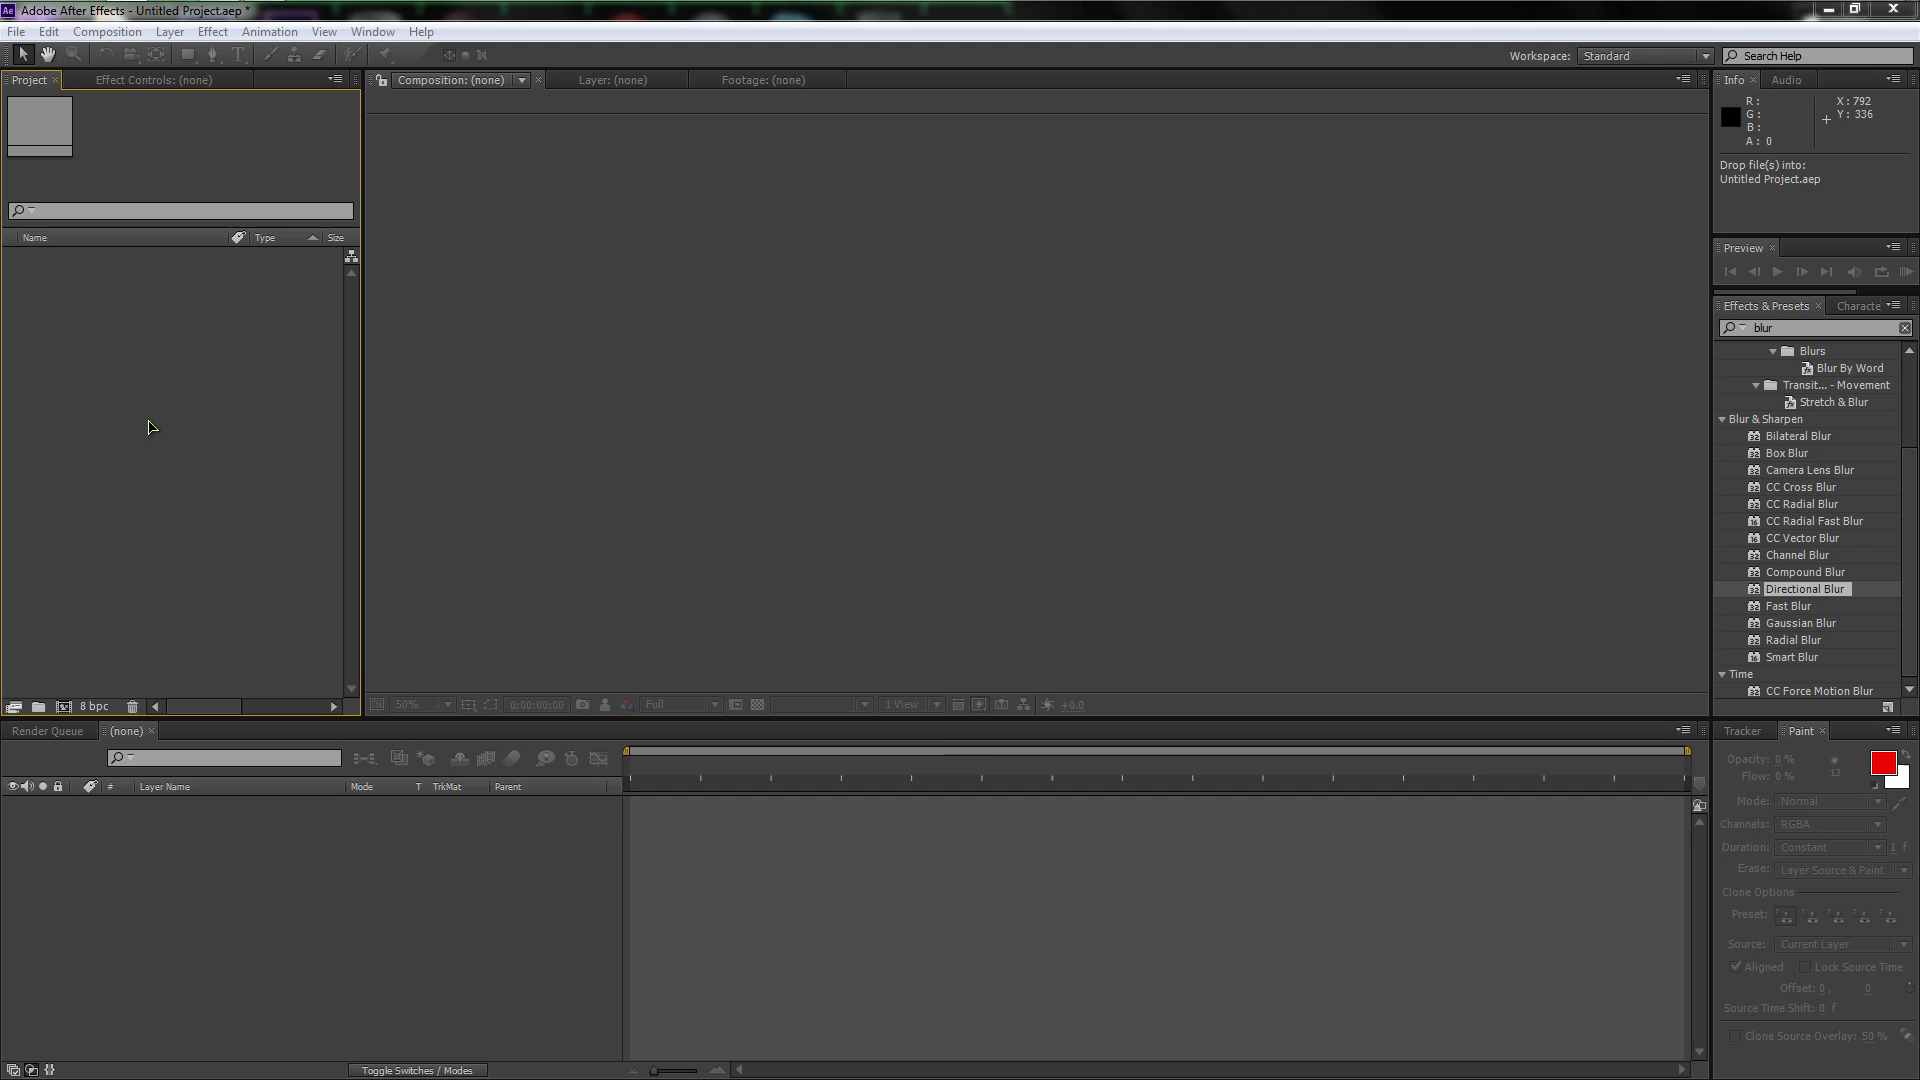 Ae Adobe After Effects - Untitled Project.aep *
File Edit Composition Layer Effect Animation View Window Help
Workspace: Standard Search Help
Project Effect Controls: (none)
Composition: (none) Layer: (none) Footage: (none)
Info Audio
R :
G :
B :
A : 0
X : 792
Y : 336
Drop file(s) into:
Untitled Project.aep
Name Type Size
Preview
Effects & Presets Characte
blur
Blurs
Blur By Word
Transit... - Movement
Stretch & Blur
Blur & Sharpen
Bilateral Blur
Box Blur
Camera Lens Blur
CC Cross Blur
CC Radial Blur
CC Radial Fast Blur
CC Vector Blur
Channel Blur
Compound Blur
Directional Blur
Fast Blur
Gaussian Blur
Radial Blur
Smart Blur
Time
CC Force Motion Blur
8 bpc
50% 0:00:00:00 Full 1 View +0.0
Render Queue (none)
# Layer Name Mode T TrkMat Parent
Toggle Switches / Modes
Tracker Paint
Opacity: 0 %
Flow: 0 %
13
Mode: Normal
Channels: RGBA
Duration: Constant 1 f
Erase: Layer Source & Paint
Clone Options
Preset:
Source: Current Layer
Aligned Lock Source Time
Offset: 0 , 0
Source Time Shift: 0 f
Clone Source Overlay: 50 %